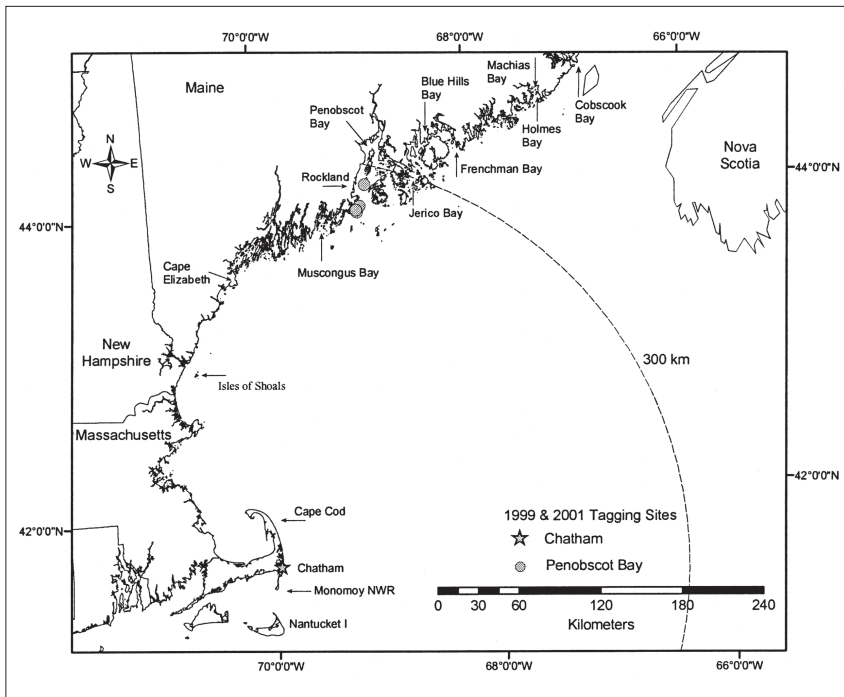 70°0'0"W
68°0'0"W
66°0'0"W
Maine
Machias
Bay
Blue Hills
Bay
Cobscook
Bay
Penobscot
Bay
Holmes
Bay
Nova
Scotia
44°0'0"N
N
W E
S
Frenchman Bay
Rockland
Jerico Bay
44°0'0"N
Cape
Elizabeth
Muscongus Bay
New
Hampshire
300 km
Isles of Shoals
Massachusetts
42°0'0"N
Cape Cod
1999 & 2001 Tagging Sites
42°0'0"N
Chatham
Chatham
Penobscot Bay
Monomoy NWR
0 30 60 120 180 240
Kilometers
Nantucket I
70°0'0"W
68°0'0"W
66°0'0"W